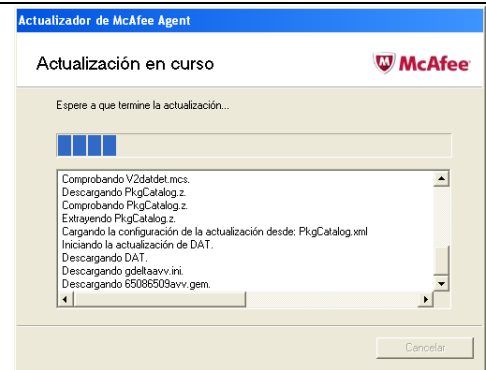 Actualizador de McAfee Agent
Actualización en curso
McAfee
Espere a que termine la actualización...
Comprobando V2datdet.mcs.
Descargando PkgCatalog.z.
Comprobando PkgCatalog.z.
Extrayendo PkgCatalog.z.
Cargando la configuración de la actualización desde: PkgCatalog.xml
Iniciando la actualización de DAT.
Descargando DAT.
Descargando gdeltaavv.ini.
Descargando 65086509avv.gem.
Cancelar